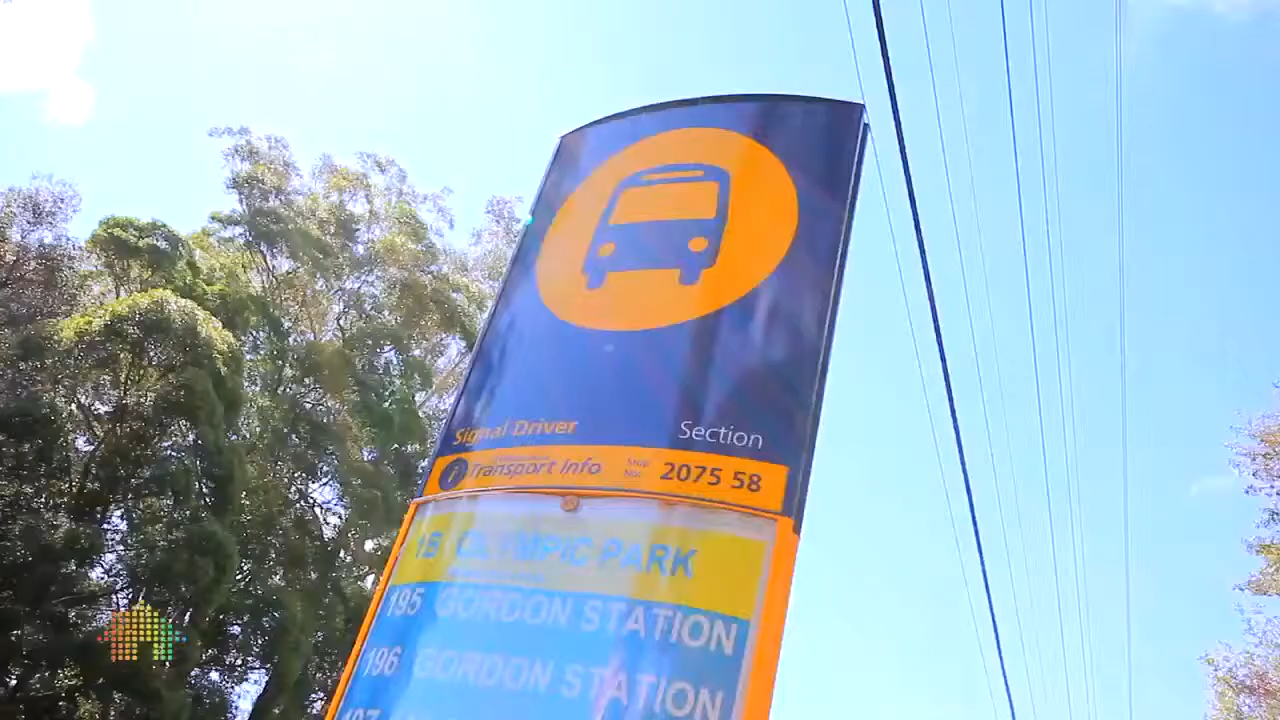 Signal Driver
Section
i Transport Info Stop No. 2075 58
OLYMPIC PARK
195 GORDON STATION
196 GORDON STATION